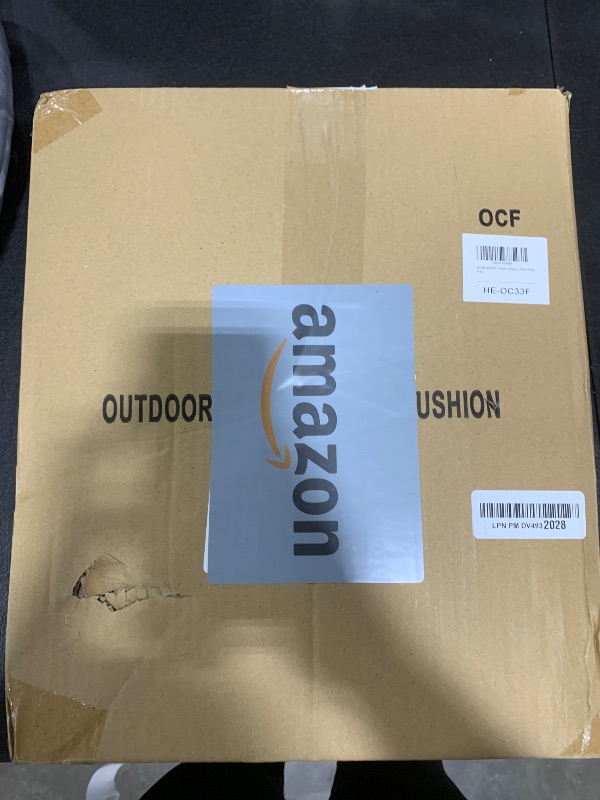 OCF
HE-OC33F
amazon
OUTDOOR USHION
LPN PM DV493 2028